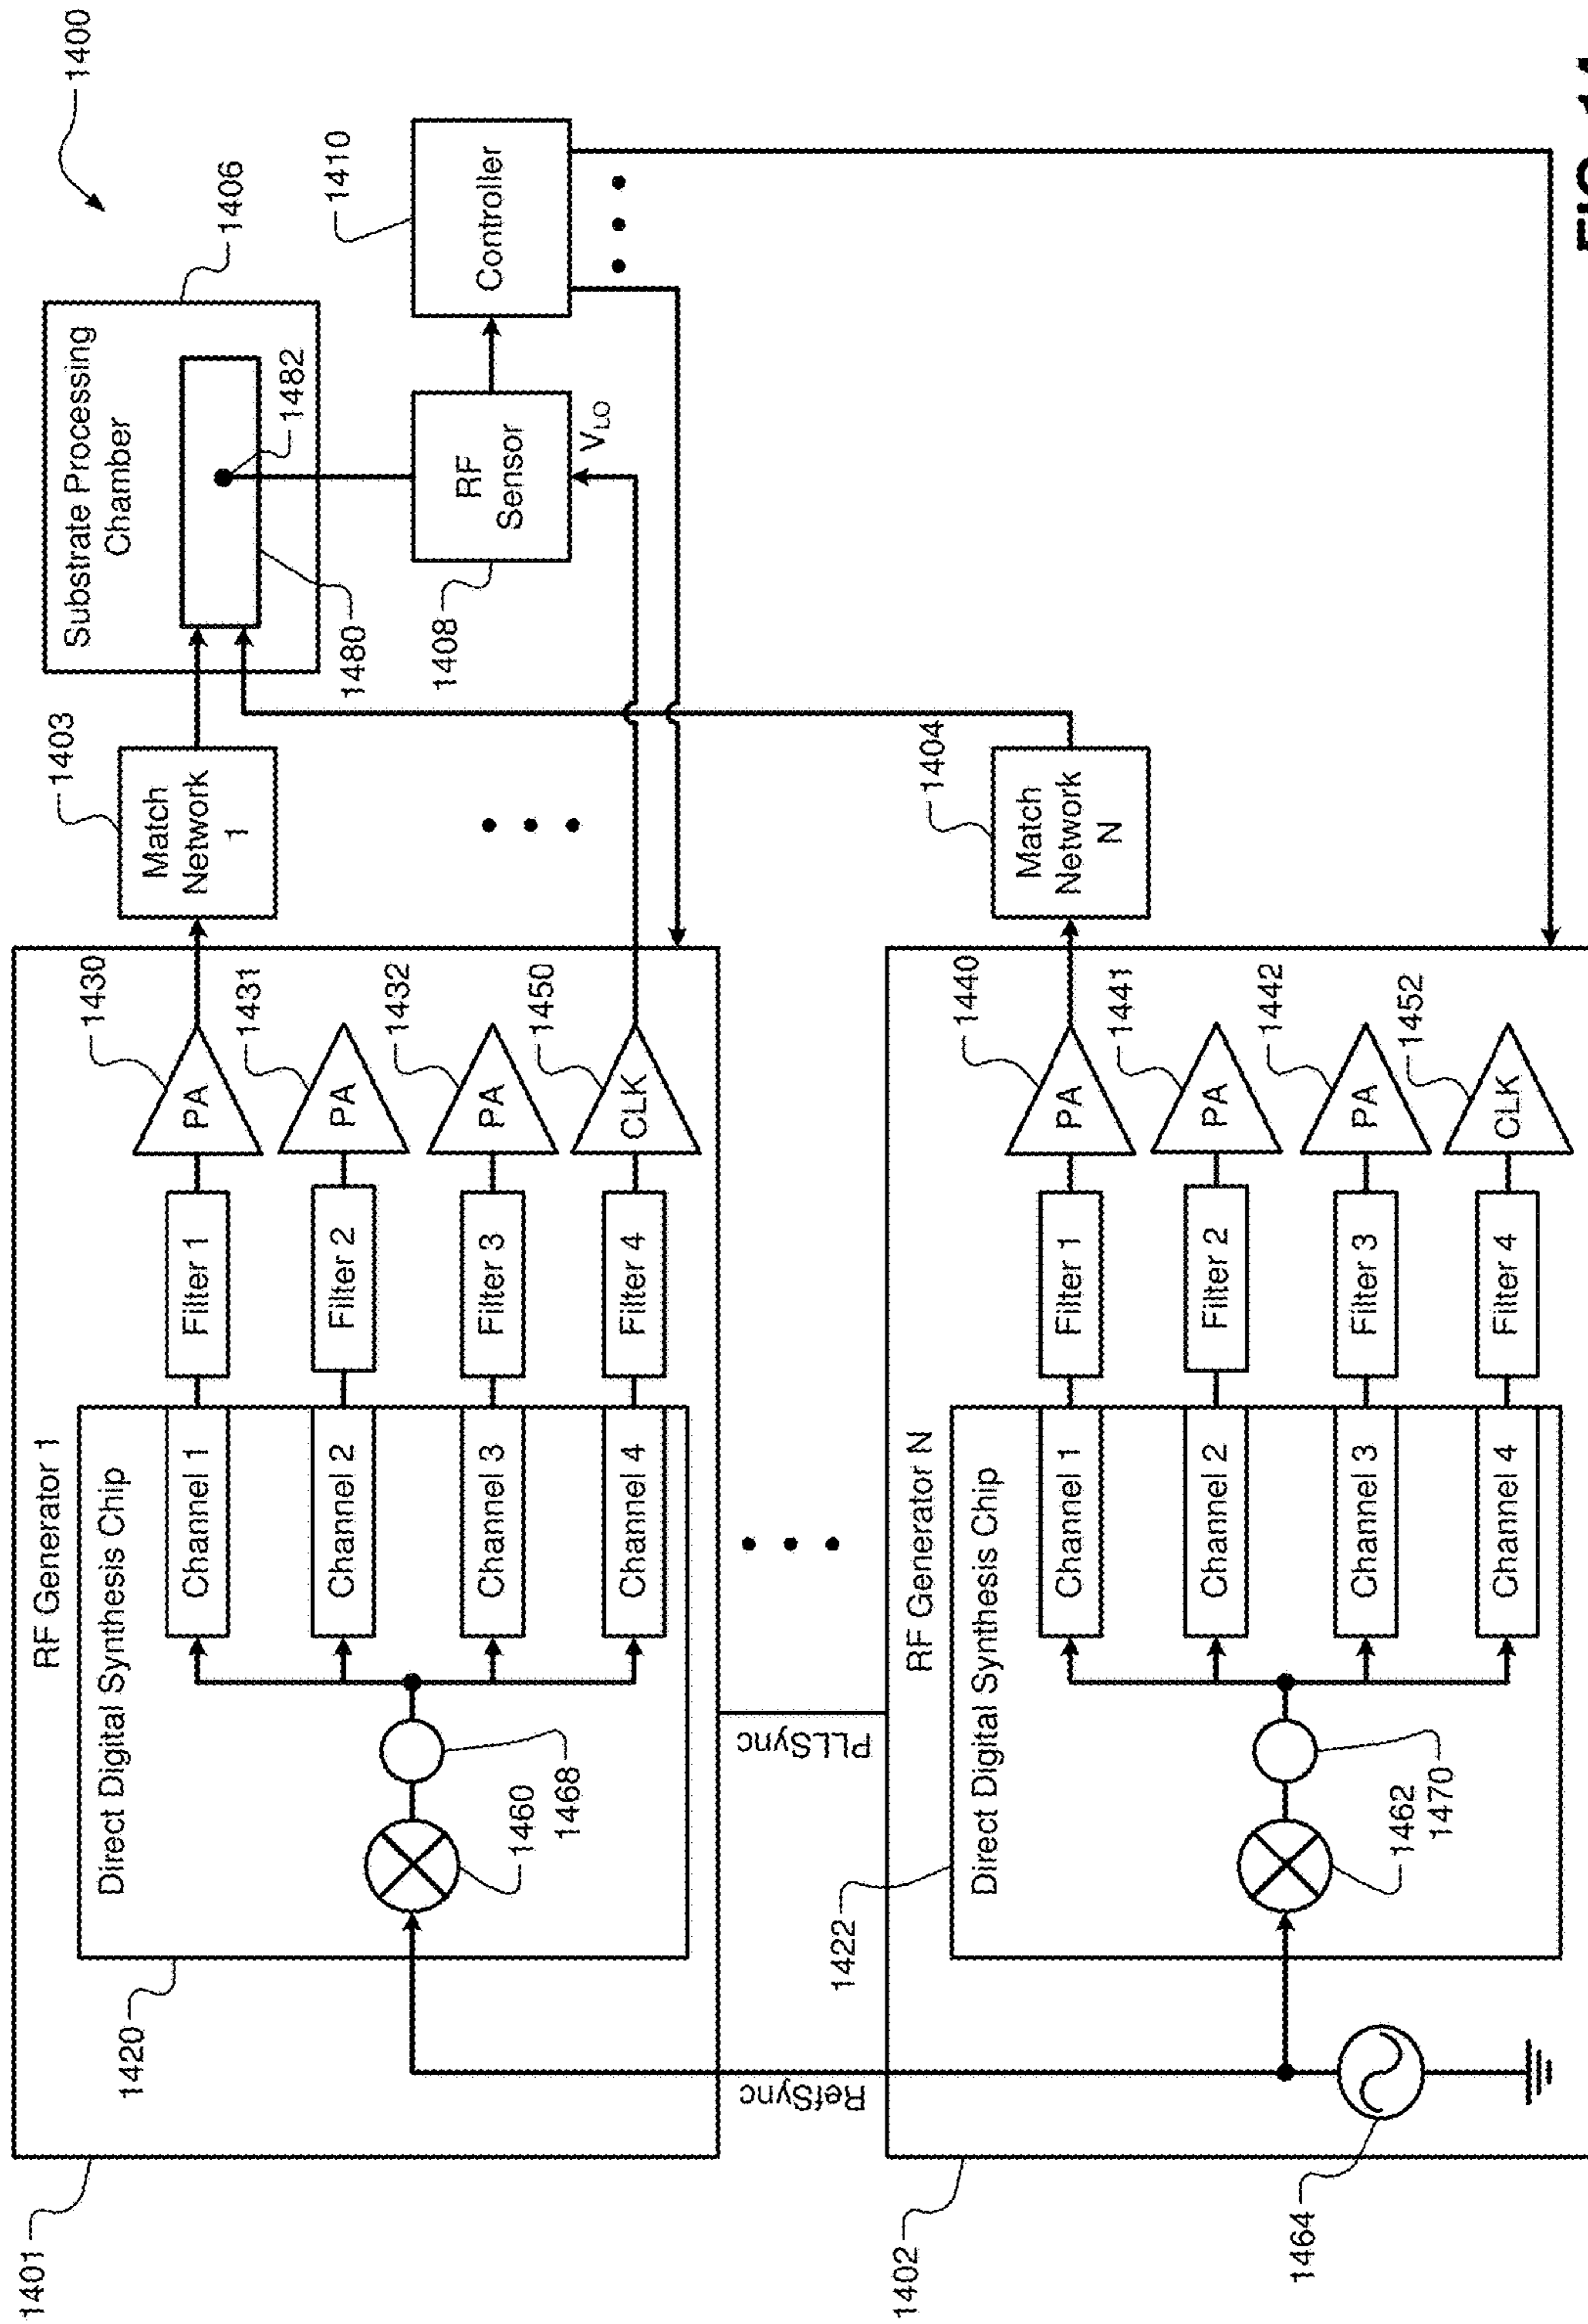 1400
1401
RF Generator 1
1420
Direct Digital Synthesis Chip
1460
1468
Channel 1
Channel 2
Channel 3
Channel 4
Filter 1
Filter 2
Filter 3
Filter 4
PA
PA
PA
CLK
1430
1431
1432
1450
1403
Match
Network
1
Substrate Processing
Chamber
1406
1480
1482
RF
Sensor
1408
VLO
Controller
1410
RefSync
PLLSync
1402
RF Generator N
1422
Direct Digital Synthesis Chip
1462
1470
1464
Channel 1
Channel 2
Channel 3
Channel 4
Filter 1
Filter 2
Filter 3
Filter 4
PA
PA
PA
CLK
1440
1441
1442
1452
1404
Match
Network
N